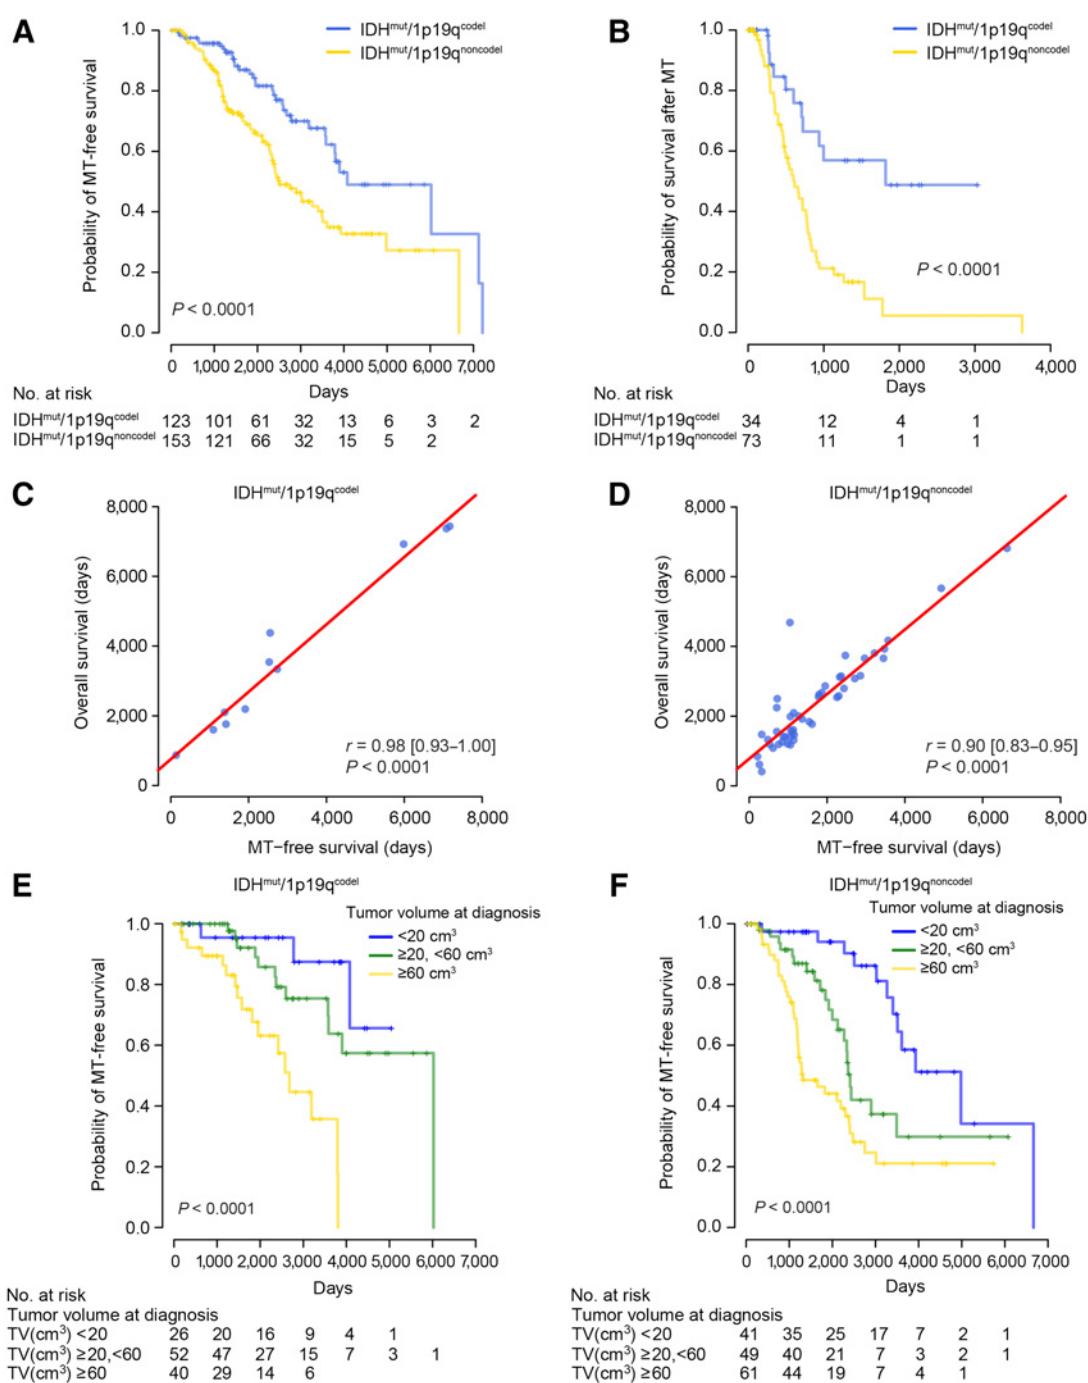 A
IDHmut/1p19qcodel
IDHmut/1p19qnoncodel
Probability of MT-free survival
1.0
0.8
0.6
0.4
0.2
0.0
P < 0.0001
0 1,000 2,000 3,000 4,000 5,000 6,000 7,000
Days
No. at risk
IDHmut/1p19qcodel 123 101 61 32 13 6 3 2
IDHmut/1p19qnoncodel 153 121 66 32 15 5 2
B
IDHmut/1p19qcodel
IDHmut/1p19qnoncodel
Probability of survival after MT
1.0
0.8
0.6
0.4
0.2
0.0
P < 0.0001
0 1,000 2,000 3,000 4,000
Days
No. at risk
IDHmut/1p19qcodel 34 12 4 1
IDHmut/1p19qnoncodel 73 11 1 1
C
IDHmut/1p19qcodel
Overall survival (days)
8,000
6,000
4,000
2,000
0
r = 0.98 [0.93–1.00]
P < 0.0001
0 2,000 4,000 6,000 8,000
MT−free survival (days)
D
IDHmut/1p19qnoncodel
Overall survival (days)
8,000
6,000
4,000
2,000
0
r = 0.90 [0.83–0.95]
P < 0.0001
0 2,000 4,000 6,000 8,000
MT−free survival (days)
E
IDHmut/1p19qcodel
Tumor volume at diagnosis
<20 cm3
≥20, <60 cm3
≥60 cm3
Probability of MT-free survival
1.0
0.8
0.6
0.4
0.2
0.0
P < 0.0001
0 1,000 2,000 3,000 4,000 5,000 6,000 7,000
Days
No. at risk
Tumor volume at diagnosis
TV(cm3) <20 26 20 16 9 4 1
TV(cm3) ≥20,<60 52 47 27 15 7 3 1
TV(cm3) ≥60 40 29 14 6
F
IDHmut/1p19qnoncodel
Tumor volume at diagnosis
<20 cm3
≥20, <60 cm3
≥60 cm3
Probability of MT-free survival
1.0
0.8
0.6
0.4
0.2
0.0
P < 0.0001
0 1,000 2,000 3,000 4,000 5,000 6,000 7,000
Days
No. at risk
Tumor volume at diagnosis
TV(cm3) <20 41 35 25 17 7 2 1
TV(cm3) ≥20,<60 49 40 21 7 3 2 1
TV(cm3) ≥60 61 44 19 7 4 1